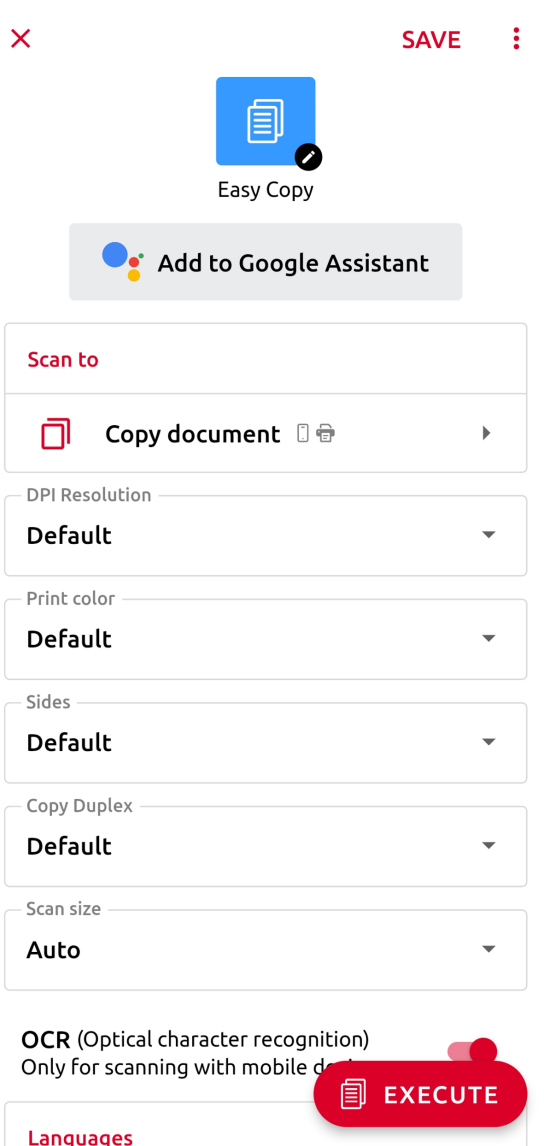 SAVE
Easy Copy
Add to Google Assistant
Scan to
Copy document
DPI Resolution
Default
Print color
Default
Sides
Default
Copy Duplex
Default
Scan size
Auto
OCR (Optical character recognition)
Only for scanning with mobile
EXECUTE
Languages